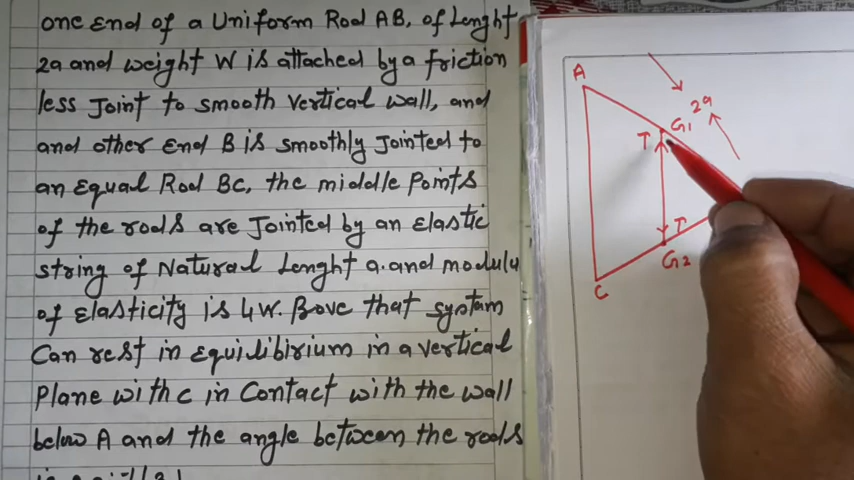 one End of a Uniform Rod AB, of Lenght
2a and weight W is attached by a friction
less Joint to smooth vertical wall, and
and other End B is smoothly Jointed to
an Equal Rod BC, the middle Points
of the rods are Jointed by an Elastic
string of Natural Lenght a. and modulu
of Elasticity is 4W. Prove that system
Can rest in Equilibirium in a vertical
Plane with C in Contact with the wall
below A and the angle between the rods
A
2a
G1
T
T
G2
C